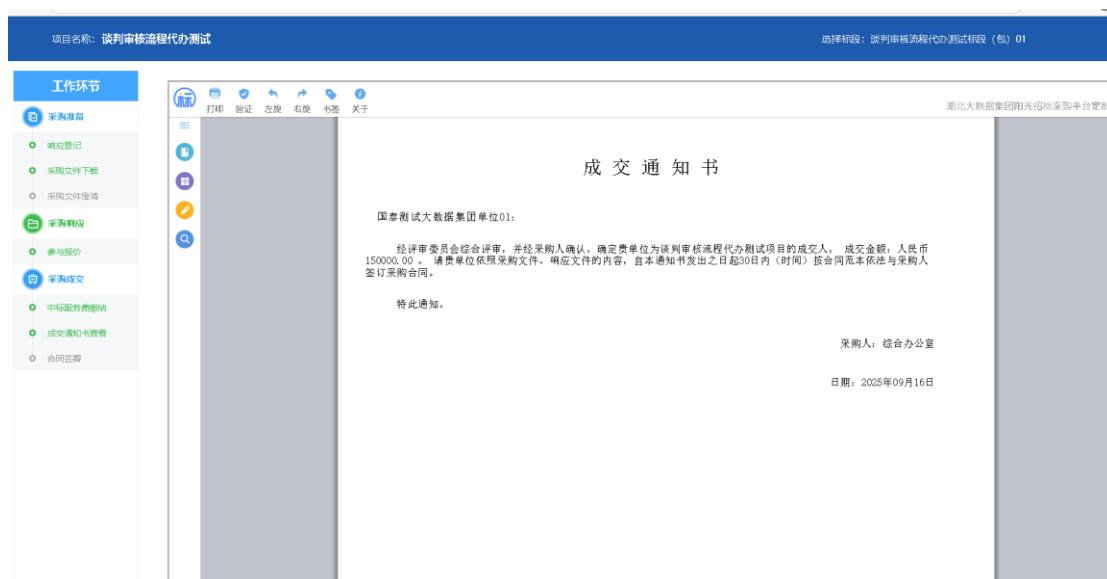 项目名称：谈判审核流程代办测试
选择标段：谈判审核流程代办测试标段（包）01
工作环节
采购准备
响应登记
采购文件下载
采购文件澄清
采购响应
参与报价
采购成交
中标服务费缴纳
成交通知书查看
合同签署
标
打印 验证 左旋 右旋 书签 关于
湖北大数据集团阳光招标采购平台定制
成交通知书
国泰测试大数据集团单位01：
经评审委员会综合评审，并经采购人确认，确定贵单位为谈判审核流程代办测试项目的成交人， 成交金额：人民币
150000.00 。 请贵单位依照采购文件、响应文件的内容，自本通知书发出之日起30日内（时间）按合同范本依法与采购人
签订采购合同。
特此通知。
采购人：综合办公室
日期：2025年09月16日